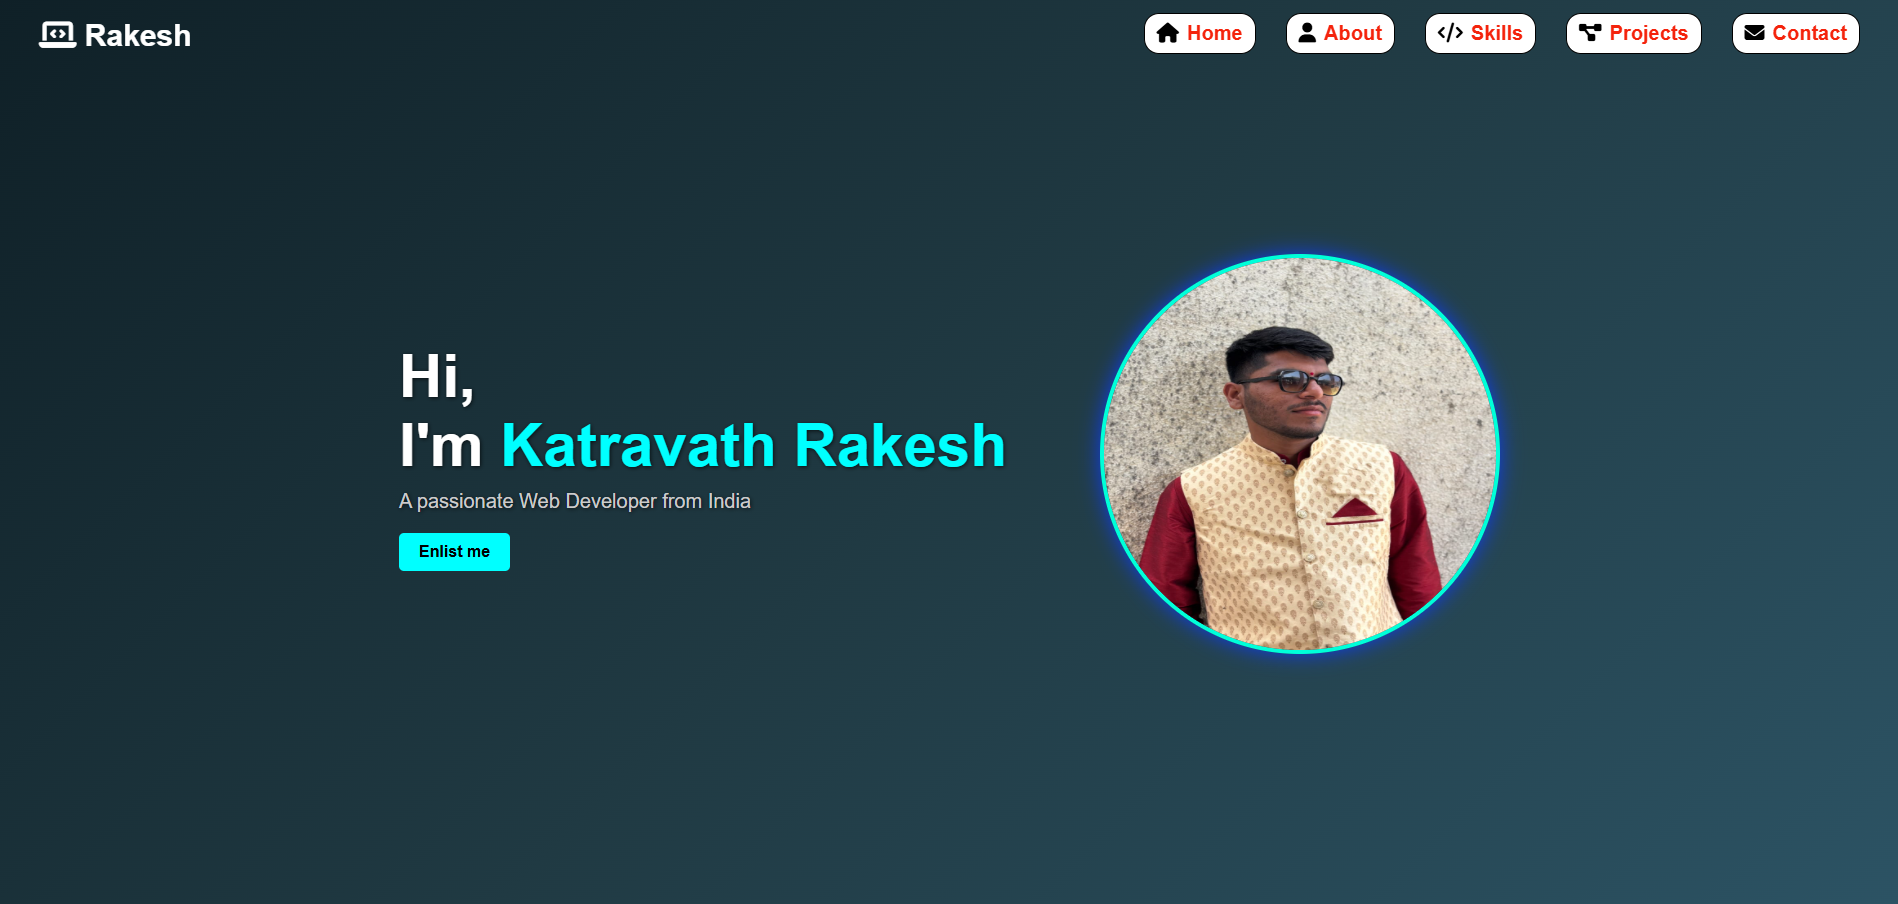 Rakesh
Home
About
Skills
Projects
Contact
Hi,
I'm Katravath Rakesh
A passionate Web Developer from India
Enlist me